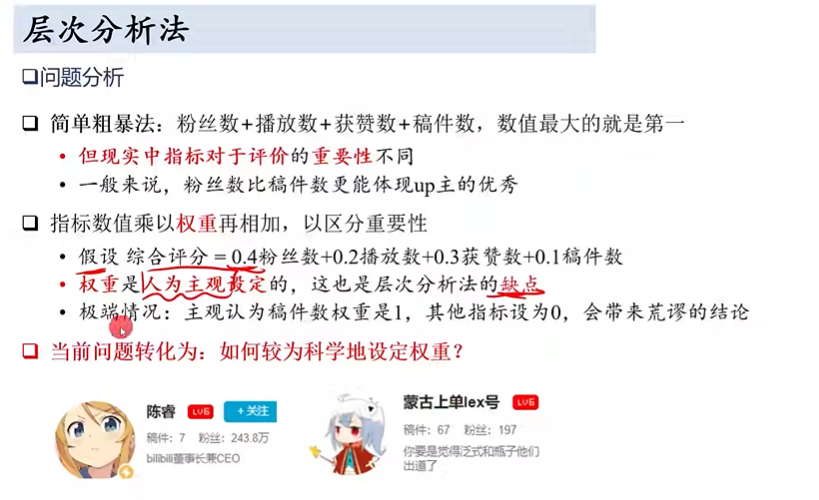 层次分析法
问题分析
简单粗暴法：粉丝数+播放数+获赞数+稿件数，数值最大的就是第一
但现实中指标对于评价的重要性不同
一般来说，粉丝数比稿件数更能体现up主的优秀
指标数值乘以权重再相加，以区分重要性
假设 综合评分 = 0.4粉丝数+0.2播放数+0.3获赞数+0.1稿件数
权重是人为主观设定的，这也是层次分析法的缺点
极端情况：主观认为稿件数权重是1，其他指标设为0，会带来荒谬的结论
当前问题转化为：如何较为科学地设定权重？
陈睿 LV6 +关注
稿件：7 粉丝：243.8万
bilibili董事长兼CEO
蒙古上单lex号 LV6
稿件：67 粉丝：197
你要是觉得泛式和瓶子他们
出道了